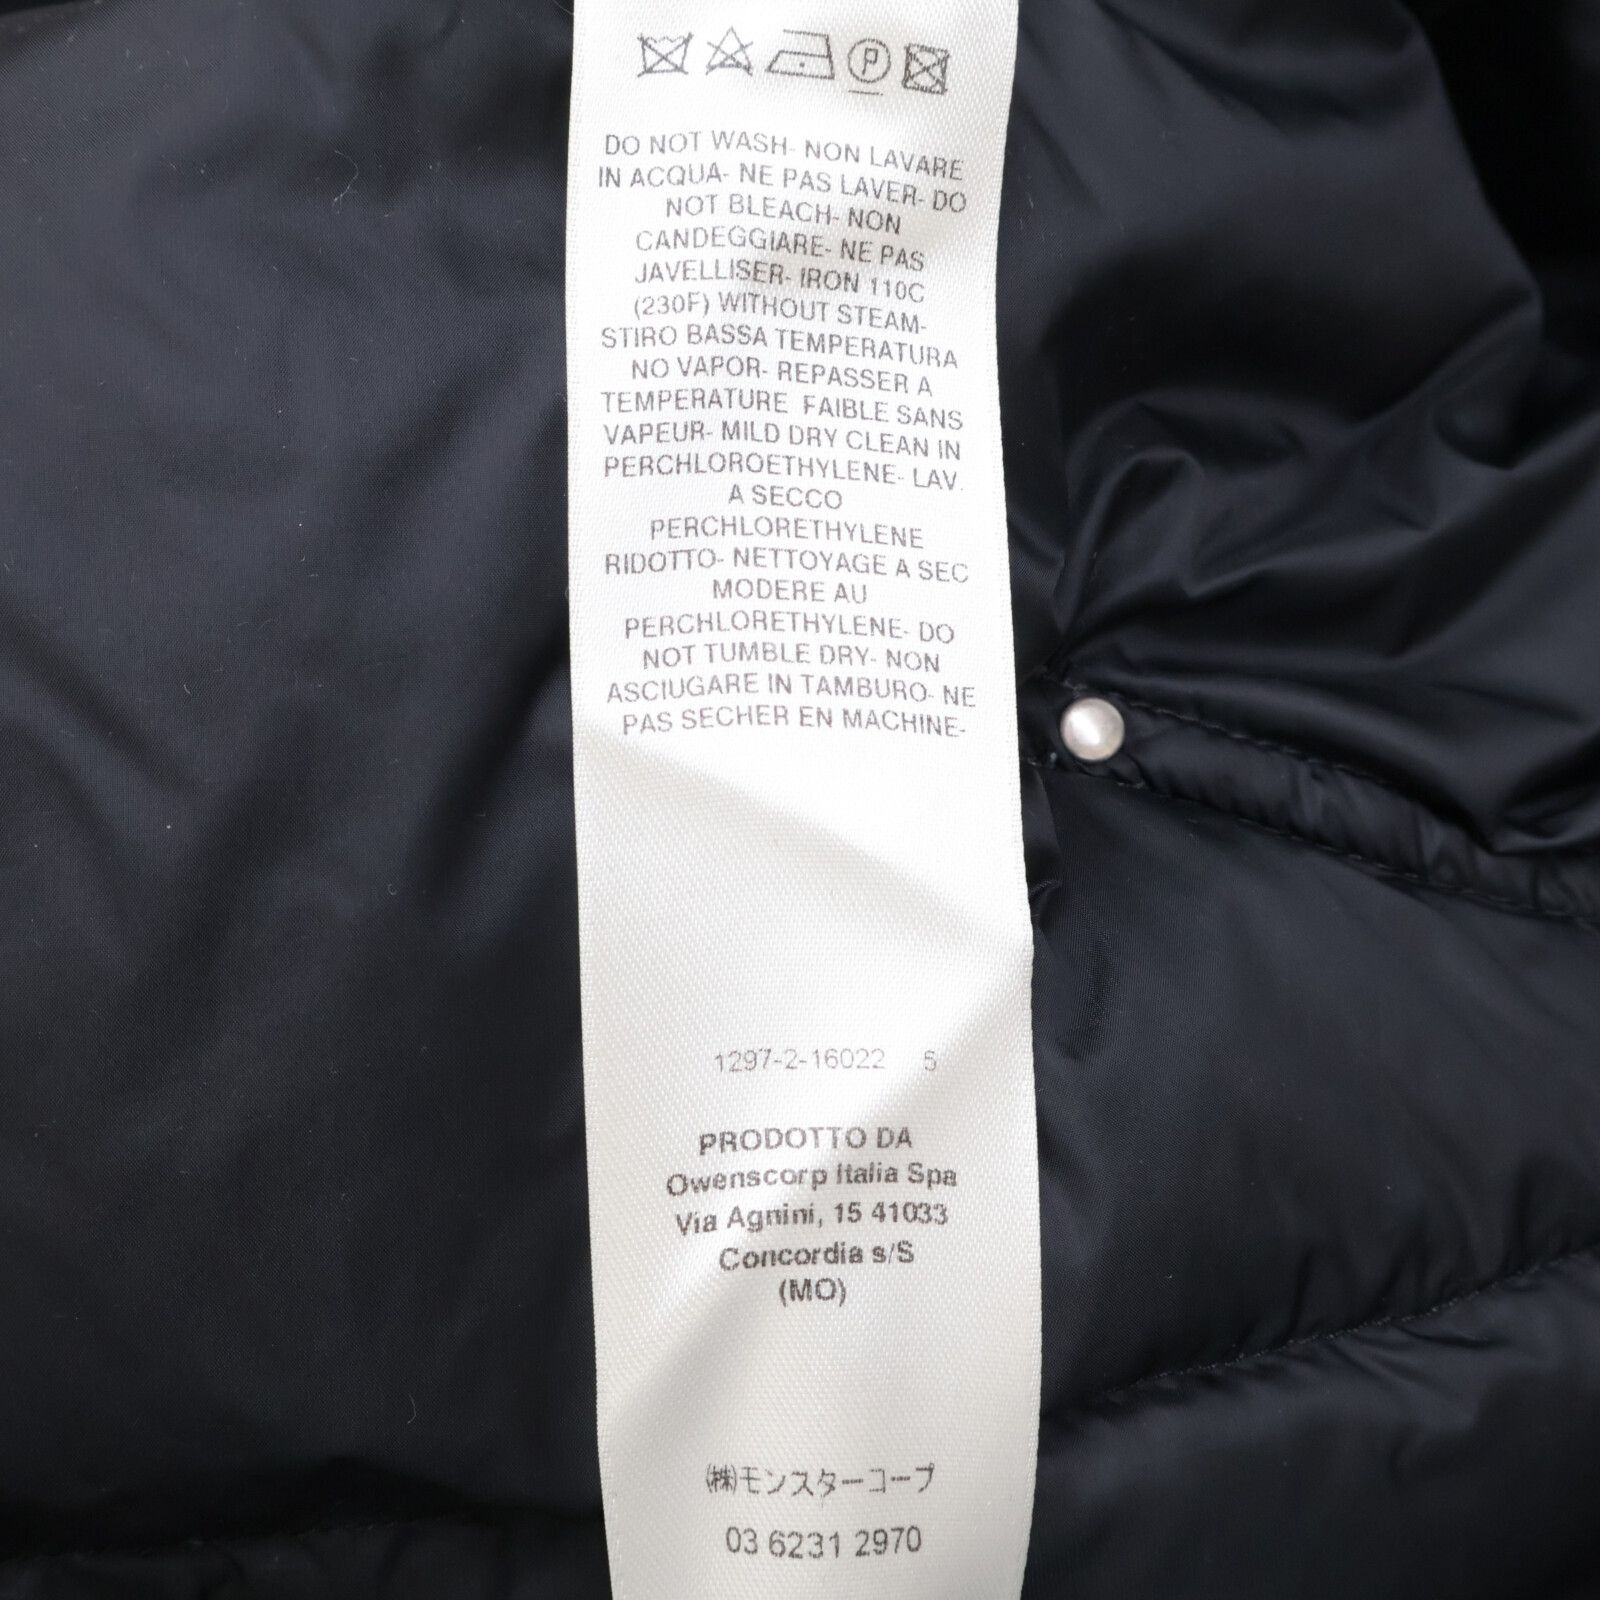 P
DO NOT WASH- NON LAVARE
IN ACQUA- NE PAS LAVER- DO
NOT BLEACH- NON
CANDEGGIARE- NE PAS
JAVELLISER- IRON 110C
(230F) WITHOUT STEAM-
STIRO BASSA TEMPERATURA
NO VAPOR- REPASSER A
TEMPERATURE FAIBLE SANS
VAPEUR- MILD DRY CLEAN IN
PERCHLOROETHYLENE- LAV.
A SECCO
PERCHLORETHYLENE
RIDOTTO- NETTOYAGE A SEC
MODERE AU
PERCHLORETHYLENE- DO
NOT TUMBLE DRY- NON
ASCIUGARE IN TAMBURO- NE
PAS SECHER EN MACHINE-
1297-2-16022 5
PRODOTTO DA
Owenscorp Italia Spa
Via Agnini, 15 41033
Concordia s/S
(MO)
㈱モンスターコープ
03 6231 2970